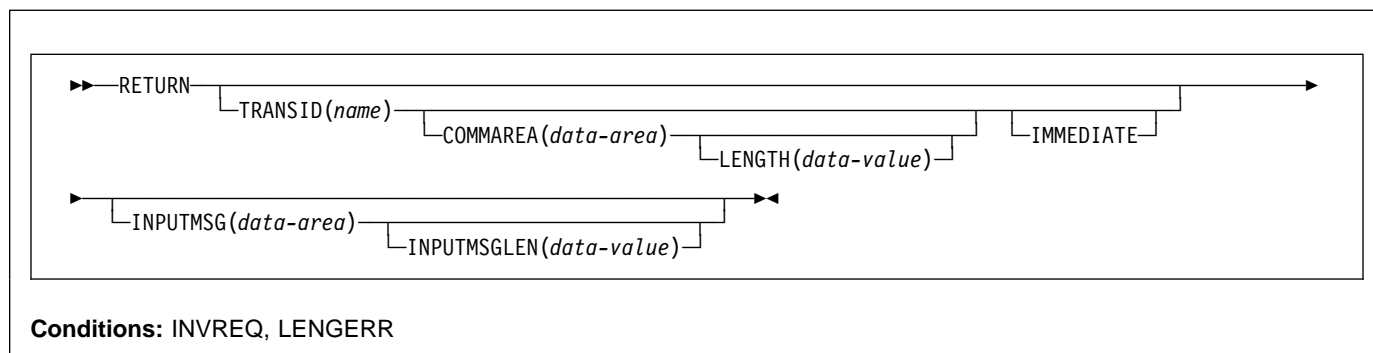 RETURN
TRANSID(name)
COMMAREA(data-area) IMMEDIATE
LENGTH(data-value)
INPUTMSG(data-area)
INPUTMSGLEN(data-value)
Conditions: INVREQ, LENGERR